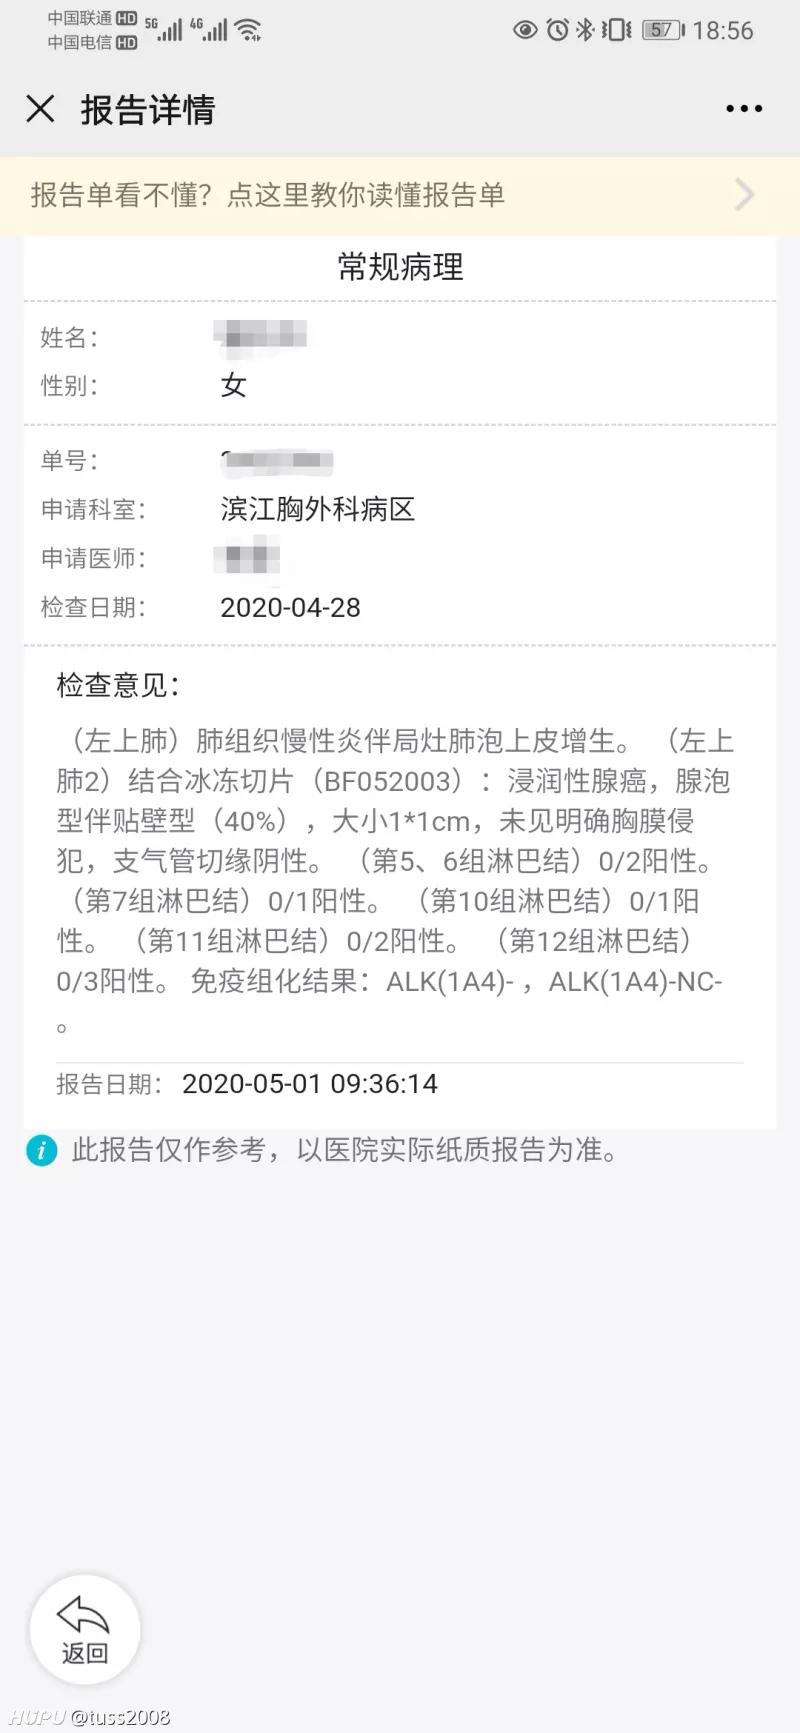 中国联通 HD 5G 4G
中国电信 HD
57 18:56
报告详情
报告单看不懂？点这里教你读懂报告单
常规病理
姓名：
性别： 女
单号：
申请科室： 滨江胸外科病区
申请医师：
检查日期： 2020-04-28
检查意见：
（左上肺）肺组织慢性炎伴局灶肺泡上皮增生。 （左上
肺2）结合冰冻切片（BF052003）：浸润性腺癌，腺泡
型伴贴壁型（40%），大小1*1cm，未见明确胸膜侵
犯，支气管切缘阴性。 （第5、6组淋巴结）0/2阳性。
（第7组淋巴结）0/1阳性。 （第10组淋巴结）0/1阳
性。 （第11组淋巴结）0/2阳性。 （第12组淋巴结）
0/3阳性。 免疫组化结果：ALK(1A4)- ，ALK(1A4)-NC-
。
报告日期： 2020-05-01 09:36:14
i 此报告仅作参考，以医院实际纸质报告为准。
返回
HUPU @tuss2008